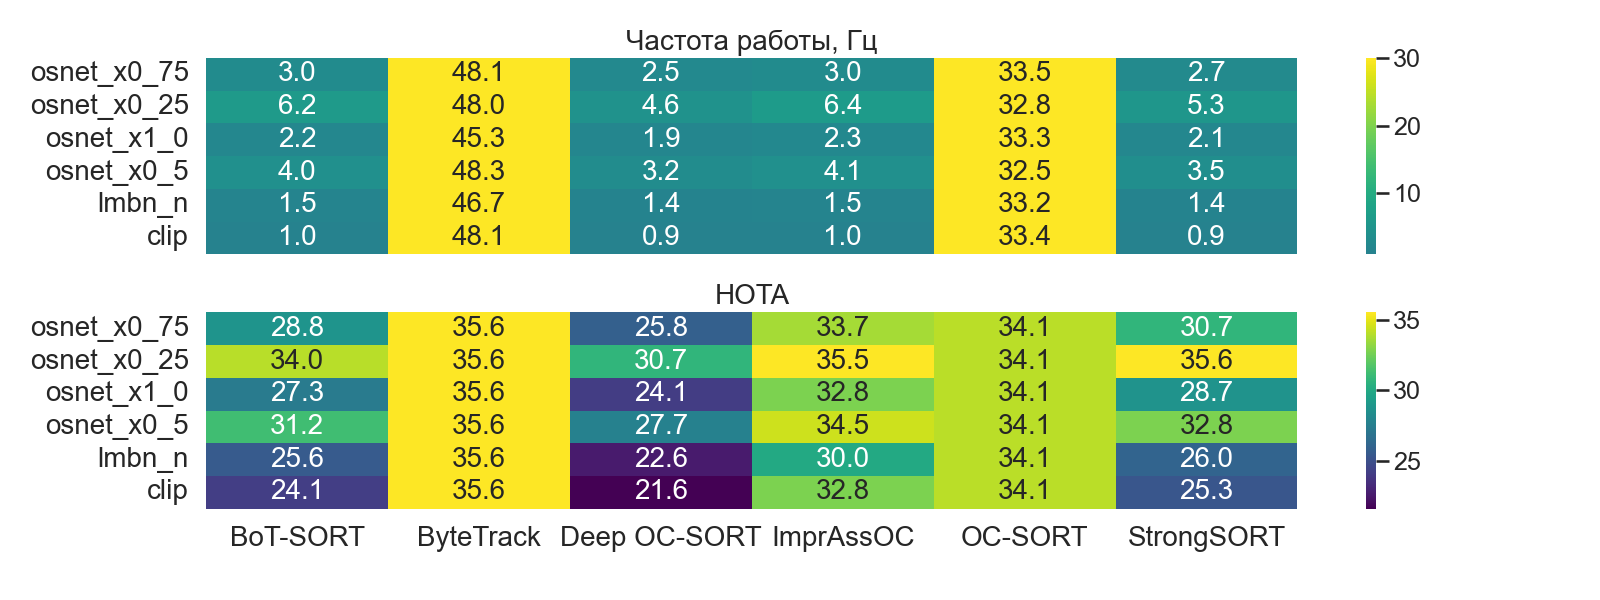 Частота работы, Гц
osnet_x0_75 3.0 48.1 2.5 3.0 33.5 2.7
osnet_x0_25 6.2 48.0 4.6 6.4 32.8 5.3
osnet_x1_0 2.2 45.3 1.9 2.3 33.3 2.1
osnet_x0_5 4.0 48.3 3.2 4.1 32.5 3.5
lmbn_n 1.5 46.7 1.4 1.5 33.2 1.4
clip 1.0 48.1 0.9 1.0 33.4 0.9
30
20
10
HOTA
osnet_x0_75 28.8 35.6 25.8 33.7 34.1 30.7
osnet_x0_25 34.0 35.6 30.7 35.5 34.1 35.6
osnet_x1_0 27.3 35.6 24.1 32.8 34.1 28.7
osnet_x0_5 31.2 35.6 27.7 34.5 34.1 32.8
lmbn_n 25.6 35.6 22.6 30.0 34.1 26.0
clip 24.1 35.6 21.6 32.8 34.1 25.3
35
30
25
BoT-SORT ByteTrack Deep OC-SORT ImprAssOC OC-SORT StrongSORT